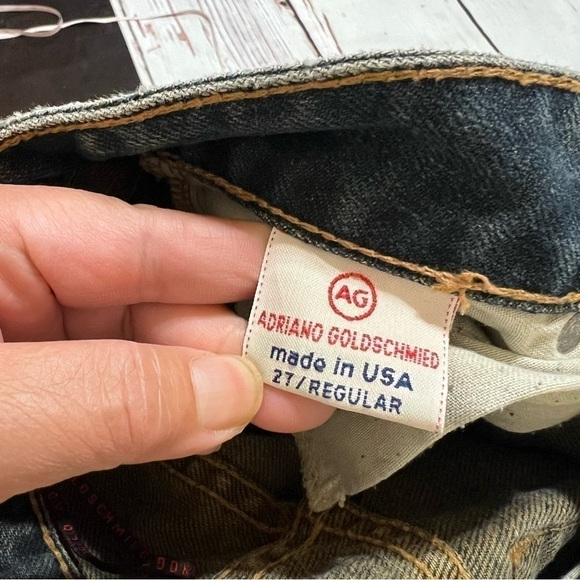 AG
ADRIANO GOLDSCHMIED
made in USA
27/REGULAR